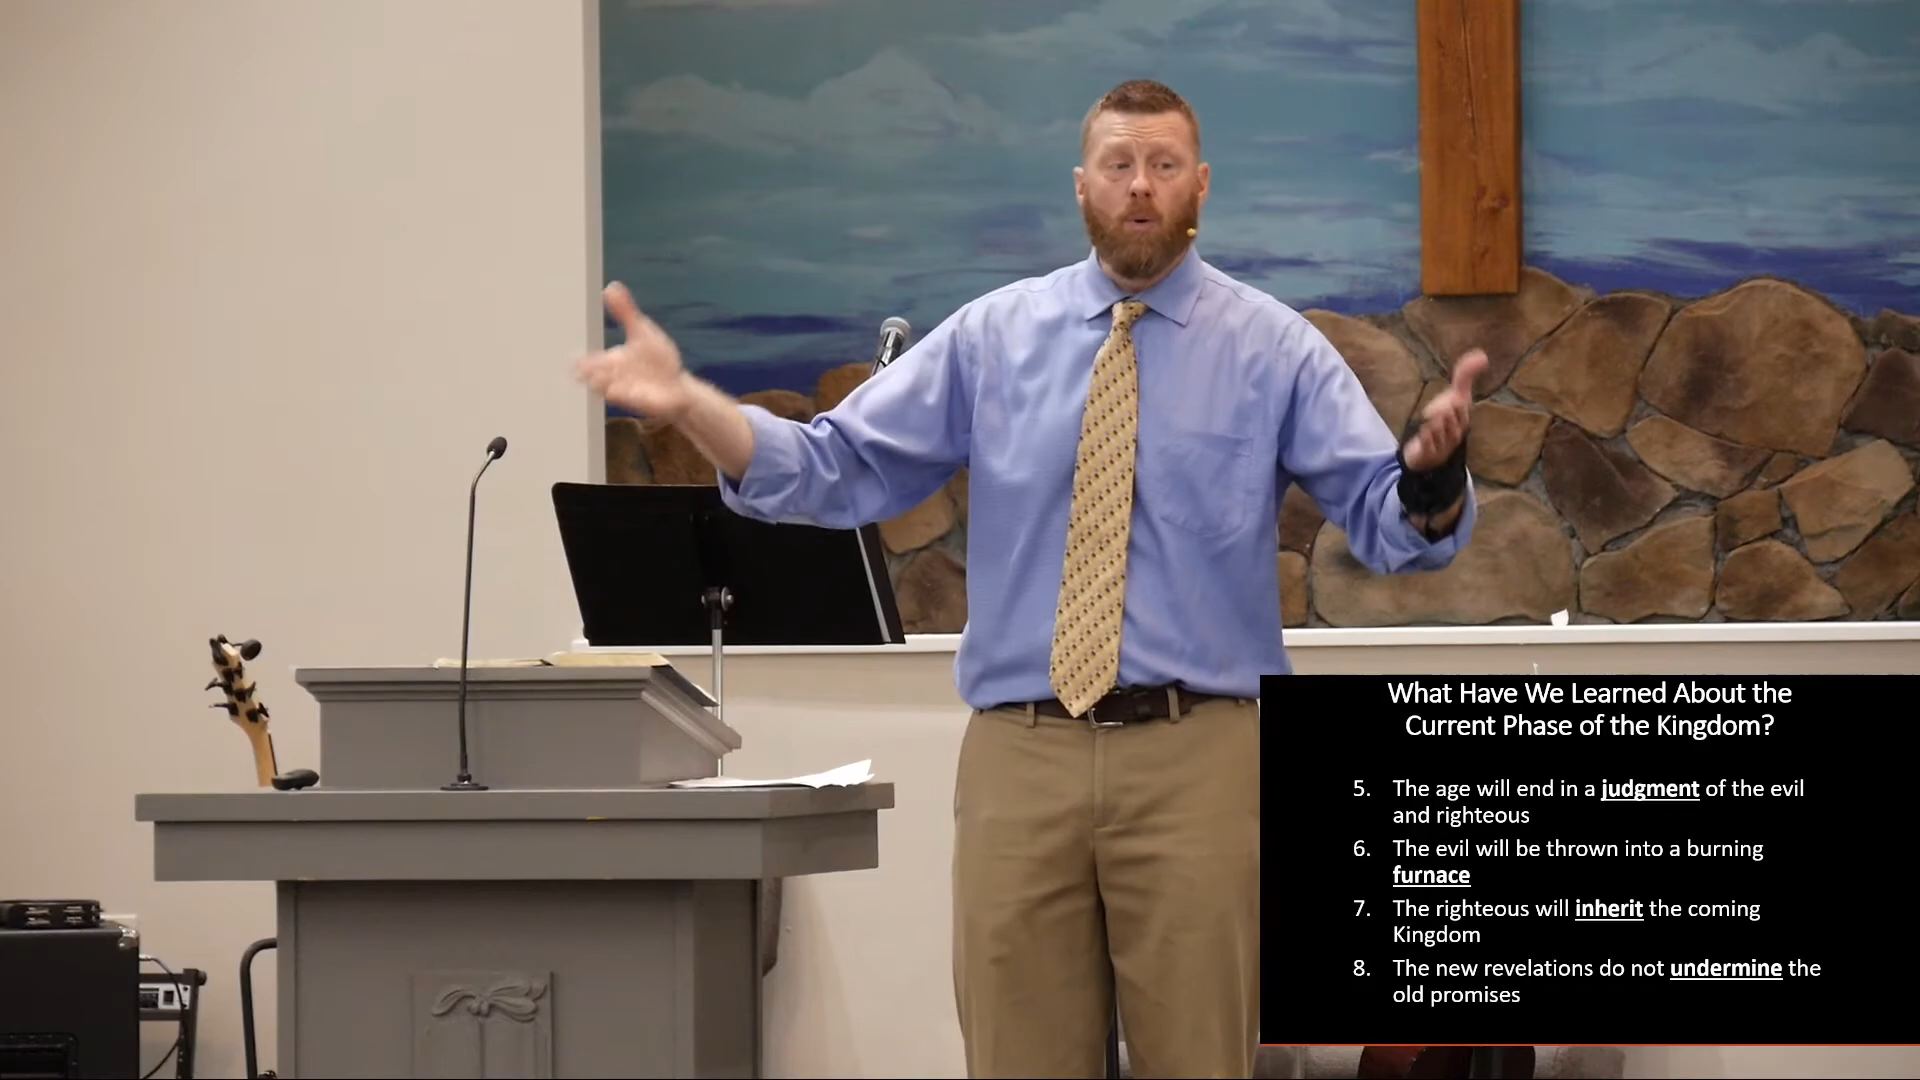 What Have We Learned About the
Current Phase of the Kingdom?
5. The age will end in a judgment of the evil
and righteous
6. The evil will be thrown into a burning
furnace
7. The righteous will inherit the coming
Kingdom
8. The new revelations do not undermine the
old promises